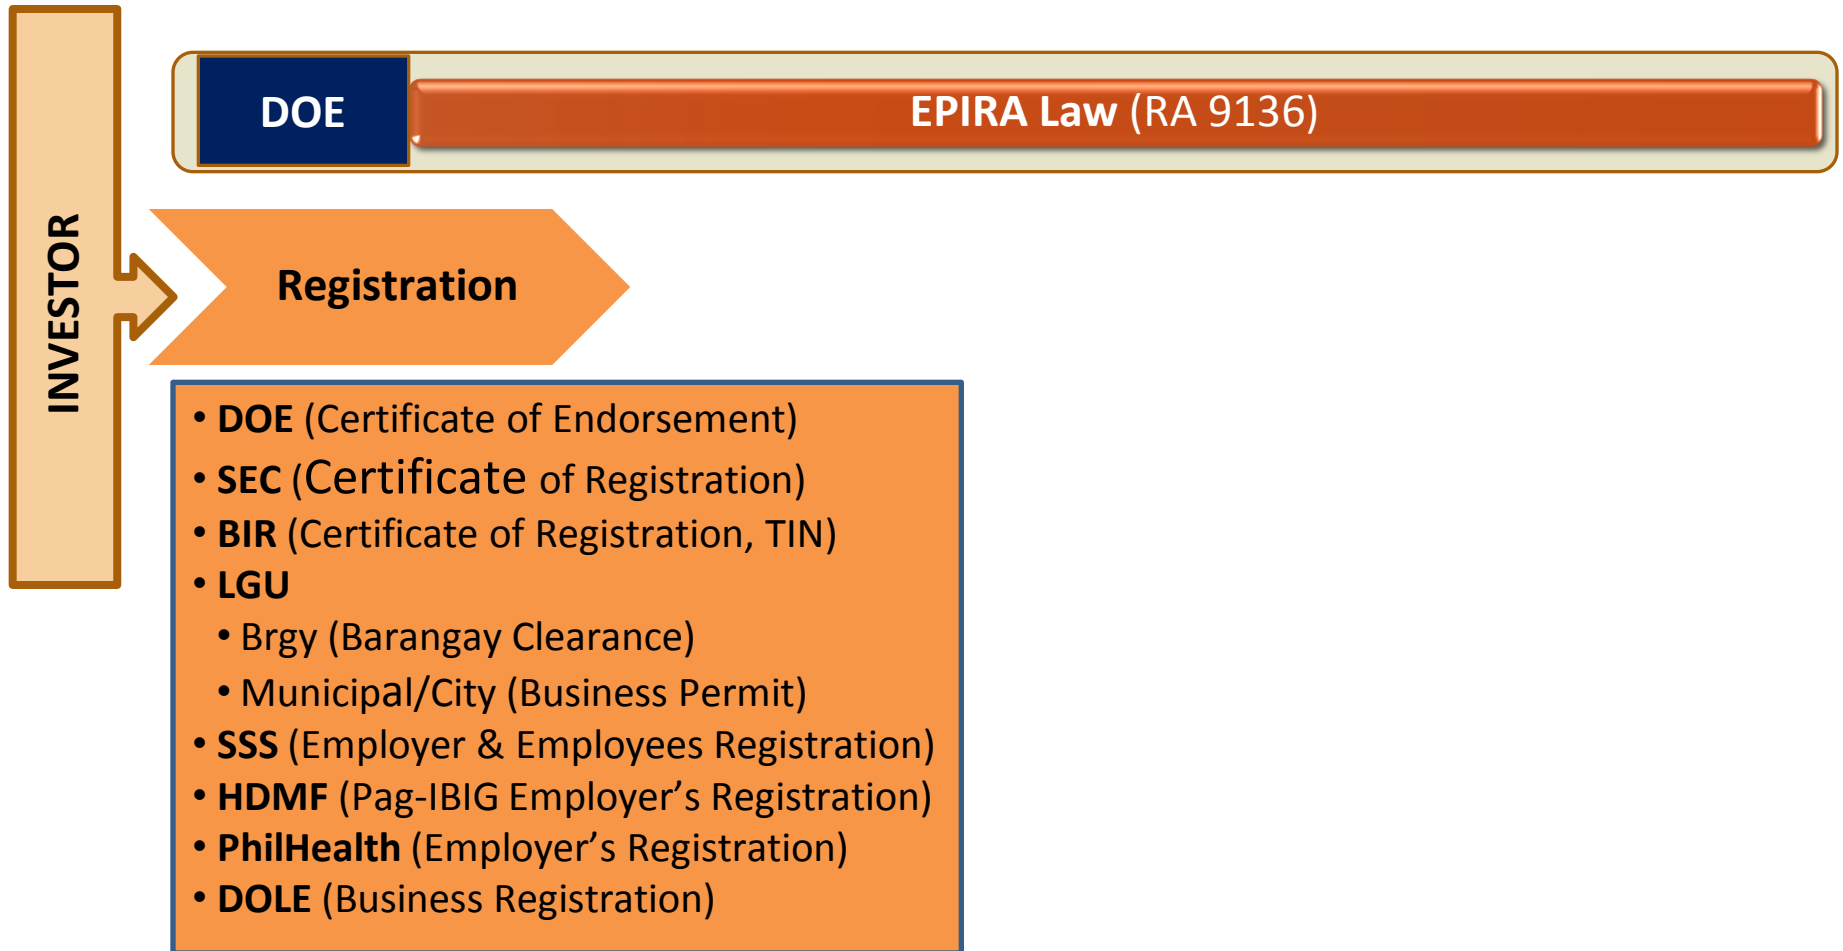 INVESTOR
DOE
EPIRA Law (RA 9136)
Registration
• DOE (Certificate of Endorsement)
• SEC (Certificate of Registration)
• BIR (Certificate of Registration, TIN)
• LGU
• Brgy (Barangay Clearance)
• Municipal/City (Business Permit)
• SSS (Employer & Employees Registration)
• HDMF (Pag-IBIG Employer’s Registration)
• PhilHealth (Employer’s Registration)
• DOLE (Business Registration)